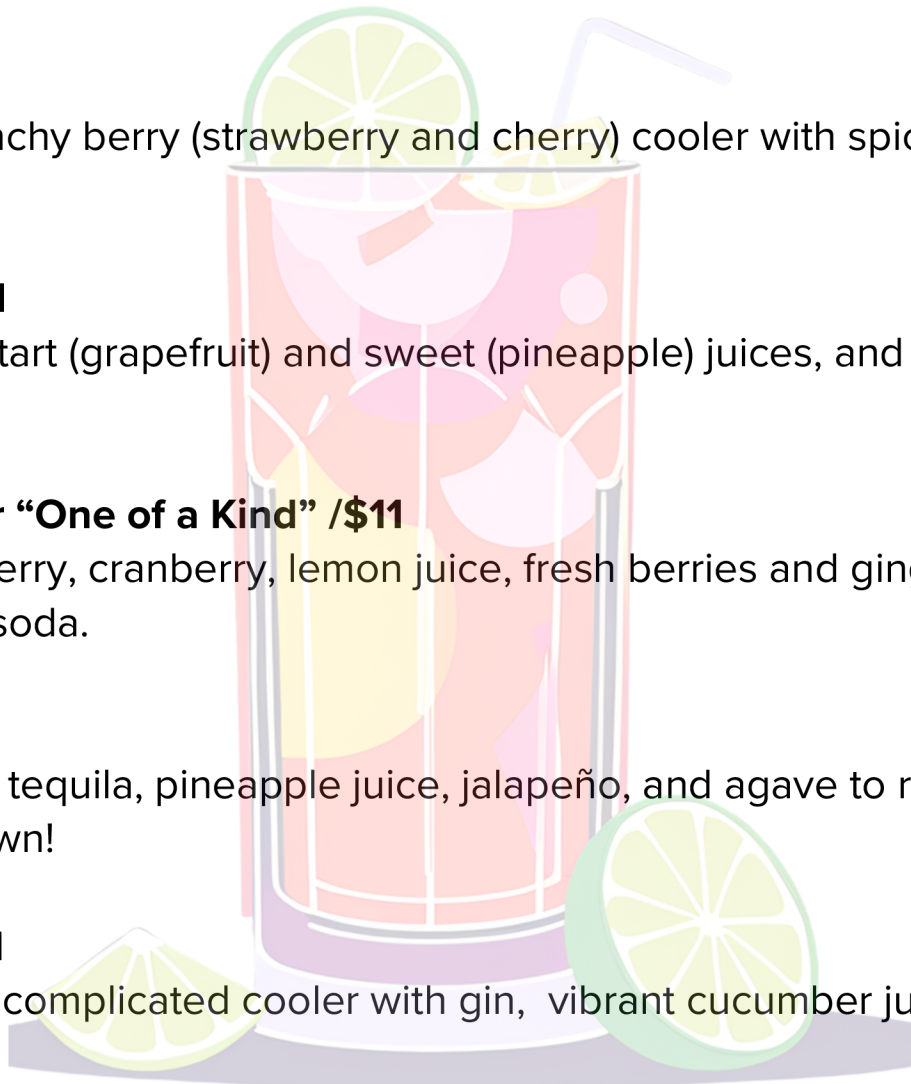 nchy berry (strawberry and cherry) cooler with spic
tart (grapefruit) and sweet (pineapple) juices, and
“One of a Kind” /$11
erry, cranberry, lemon juice, fresh berries and ging
soda.
tequila, pineapple juice, jalapeño, and agave to
wn!
complicated cooler with gin, vibrant cucumber ju